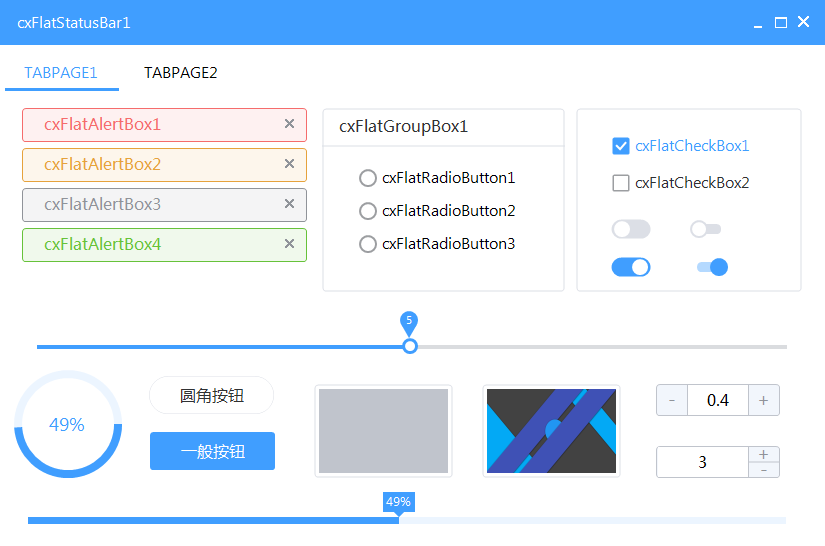 cxFlatStatusBar1
TABPAGE1
TABPAGE2
cxFlatAlertBox1
cxFlatAlertBox2
cxFlatAlertBox3
cxFlatAlertBox4
cxFlatGroupBox1
cxFlatRadioButton1
cxFlatRadioButton2
cxFlatRadioButton3
cxFlatCheckBox1
cxFlatCheckBox2
5
49%
圆角按钮
一般按钮
- 0.4 +
3 + -
49%